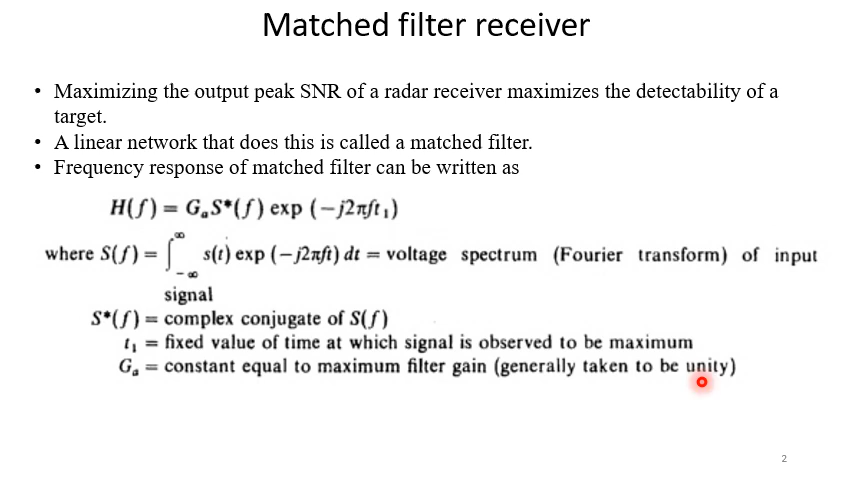 Matched filter receiver
• Maximizing the output peak SNR of a radar receiver maximizes the detectability of a
target.
• A linear network that does this is called a matched filter.
• Frequency response of matched filter can be written as
H(f) = GₐS*(f) exp (−j2πft₁)
where S(f) = ∫_{−∞}^{∞} s(t) exp (−j2πft) dt = voltage spectrum (Fourier transform) of input
signal
S*(f) = complex conjugate of S(f)
t₁ = fixed value of time at which signal is observed to be maximum
Gₐ = constant equal to maximum filter gain (generally taken to be unity)
2